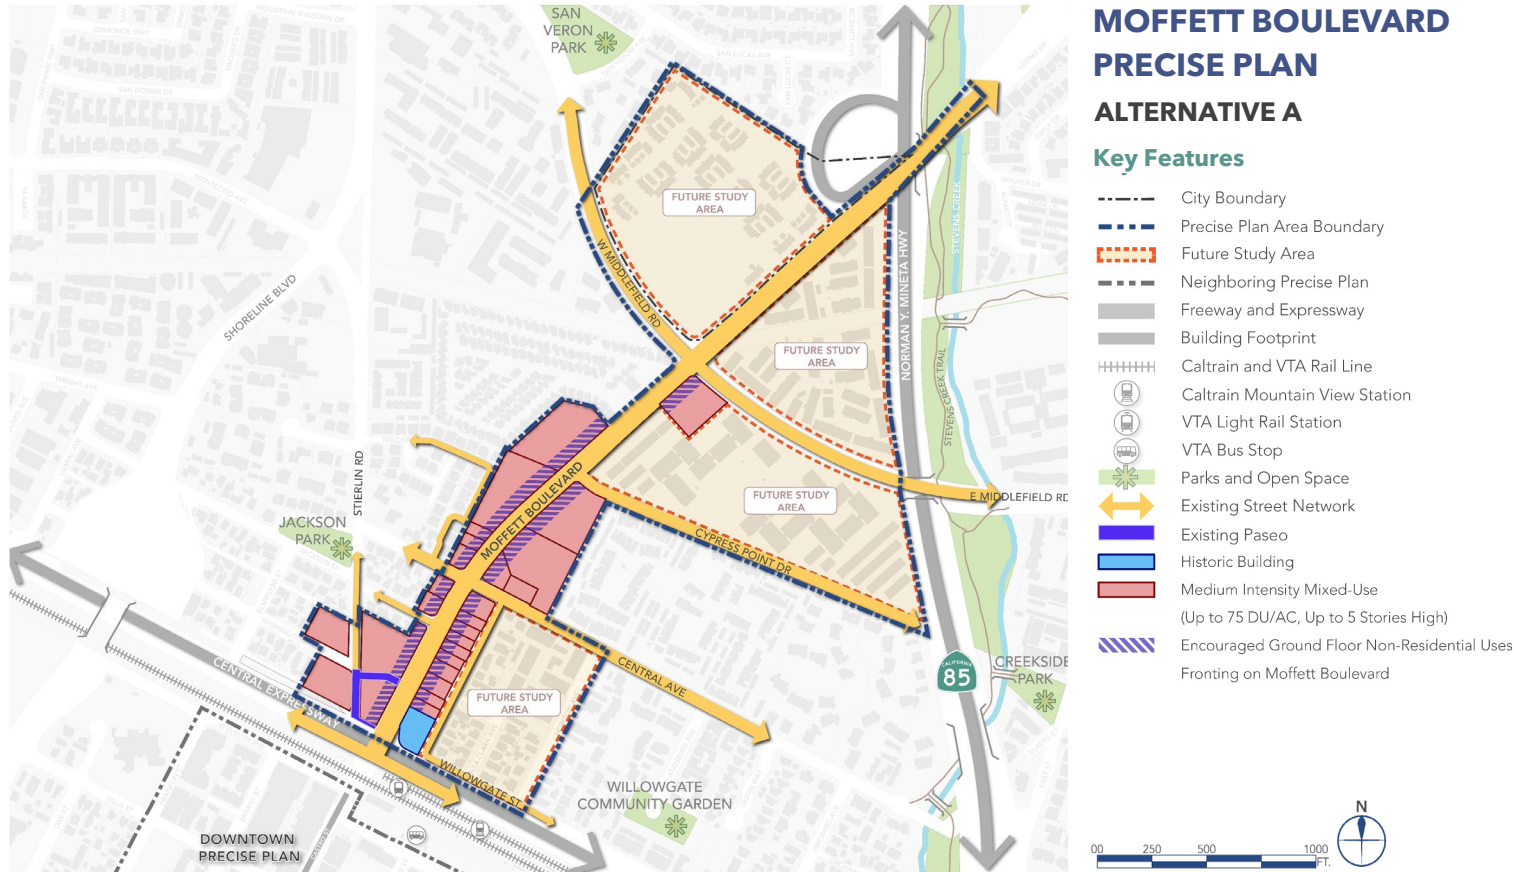 MOFFETT BOULEVARD
PRECISE PLAN
ALTERNATIVE A
Key Features
City Boundary
Precise Plan Area Boundary
Future Study Area
Neighboring Precise Plan
Freeway and Expressway
Building Footprint
Caltrain and VTA Rail Line
Caltrain Mountain View Station
VTA Light Rail Station
VTA Bus Stop
Parks and Open Space
Existing Street Network
Existing Paseo
Historic Building
Medium Intensity Mixed-Use
(Up to 75 DU/AC, Up to 5 Stories High)
Encouraged Ground Floor Non-Residential Uses
Fronting on Moffett Boulevard
N
00 250 500 1000
FT.
SAN
VERON
PARK
FUTURE STUDY
AREA
W MIDDLEFIELD RD
NORMAN Y. MINETA HWY
STEVENS CREEK
STEVENS CREEK TRAIL
SHORELINE BLVD
FUTURE STUDY
AREA
STIERLIN RD
MOFFETT BOULEVARD
FUTURE STUDY
AREA
E MIDDLEFIELD RD
JACKSON
PARK
CYPRESS POINT DR
CENTRAL AVE
CENTRAL EXPRESSWAY
CALIFORNIA
85
CREEKSIDE
PARK
FUTURE STUDY
AREA
WILLOWGATE ST
WILLOWGATE
COMMUNITY GARDEN
DOWNTOWN
PRECISE PLAN
CASTRO ST
SAN LUCAS AVE